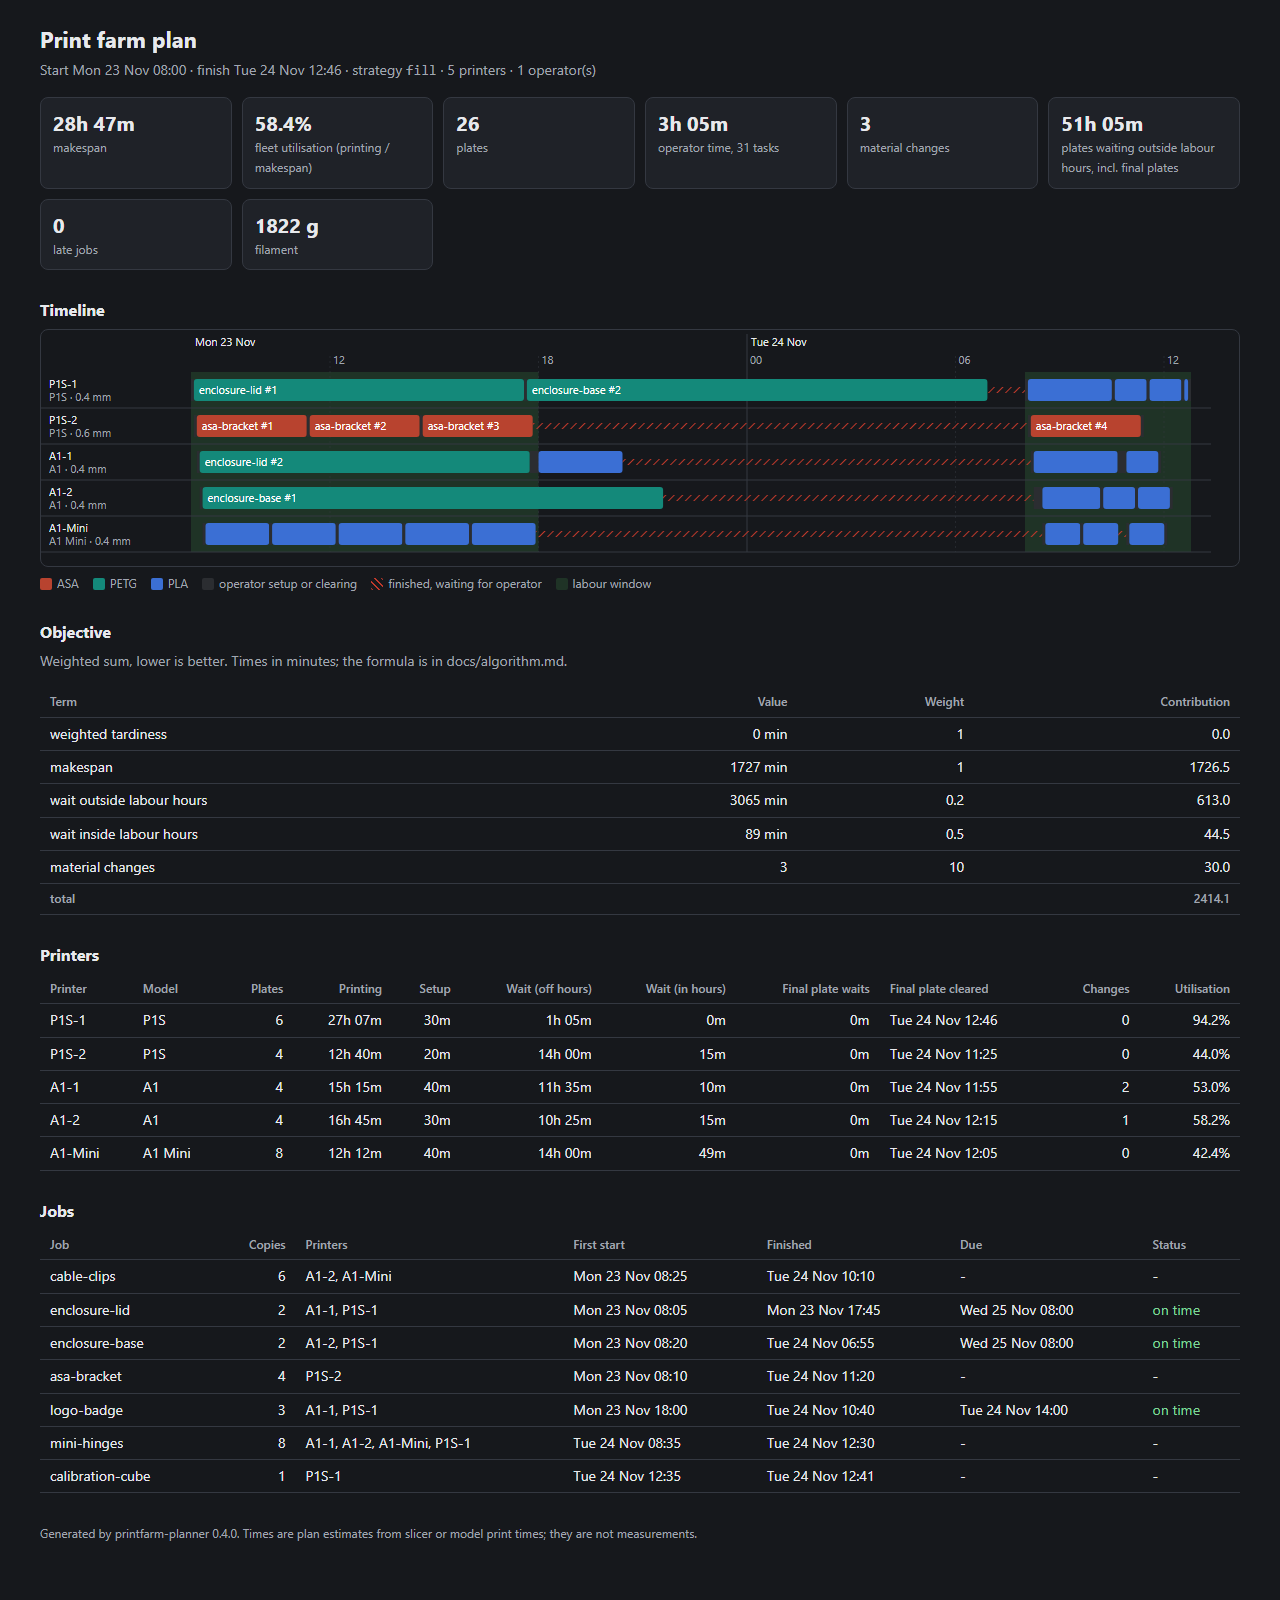 Print farm plan
Start Mon 23 Nov 08:00 · finish Tue 24 Nov 12:46 · strategy fill · 5 printers · 1 operator(s)
28h 47m
makespan
58.4%
fleet utilisation (printing /
makespan)
26
plates
3h 05m
operator time, 31 tasks
3
material changes
51h 05m
plates waiting outside labour
hours, incl. final plates
0
late jobs
1822 g
filament
Timeline
Mon 23 Nov Tue 24 Nov
12 18 00 06 12
P1S-1
P1S · 0.4 mm
enclosure-lid #1 enclosure-base #2
P1S-2
P1S · 0.6 mm
asa-bracket #1 asa-bracket #2 asa-bracket #3 asa-bracket #4
A1-1
A1 · 0.4 mm
enclosure-lid #2
A1-2
A1 · 0.4 mm
enclosure-base #1
A1-Mini
A1 Mini · 0.4 mm
ASA PETG PLA operator setup or clearing finished, waiting for operator labour window
Objective
Weighted sum, lower is better. Times in minutes; the formula is in docs/algorithm.md.
Term Value Weight Contribution
weighted tardiness 0 min 1 0.0
makespan 1727 min 1 1726.5
wait outside labour hours 3065 min 0.2 613.0
wait inside labour hours 89 min 0.5 44.5
material changes 3 10 30.0
total 2414.1
Printers
Printer Model Plates Printing Setup Wait (off hours) Wait (in hours) Final plate waits Final plate cleared Changes Utilisation
P1S-1 P1S 6 27h 07m 30m 1h 05m 0m 0m Tue 24 Nov 12:46 0 94.2%
P1S-2 P1S 4 12h 40m 20m 14h 00m 15m 0m Tue 24 Nov 11:25 0 44.0%
A1-1 A1 4 15h 15m 40m 11h 35m 10m 0m Tue 24 Nov 11:55 2 53.0%
A1-2 A1 4 16h 45m 30m 10h 25m 15m 0m Tue 24 Nov 12:15 1 58.2%
A1-Mini A1 Mini 8 12h 12m 40m 14h 00m 49m 0m Tue 24 Nov 12:05 0 42.4%
Jobs
Job Copies Printers First start Finished Due Status
cable-clips 6 A1-2, A1-Mini Mon 23 Nov 08:25 Tue 24 Nov 10:10 - -
enclosure-lid 2 A1-1, P1S-1 Mon 23 Nov 08:05 Mon 23 Nov 17:45 Wed 25 Nov 08:00 on time
enclosure-base 2 A1-2, P1S-1 Mon 23 Nov 08:20 Tue 24 Nov 06:55 Wed 25 Nov 08:00 on time
asa-bracket 4 P1S-2 Mon 23 Nov 08:10 Tue 24 Nov 11:20 - -
logo-badge 3 A1-1, P1S-1 Mon 23 Nov 18:00 Tue 24 Nov 10:40 Tue 24 Nov 14:00 on time
mini-hinges 8 A1-1, A1-2, A1-Mini, P1S-1 Tue 24 Nov 08:35 Tue 24 Nov 12:30 - -
calibration-cube 1 P1S-1 Tue 24 Nov 12:35 Tue 24 Nov 12:41 - -
Generated by printfarm-planner 0.4.0. Times are plan estimates from slicer or model print times; they are not measurements.